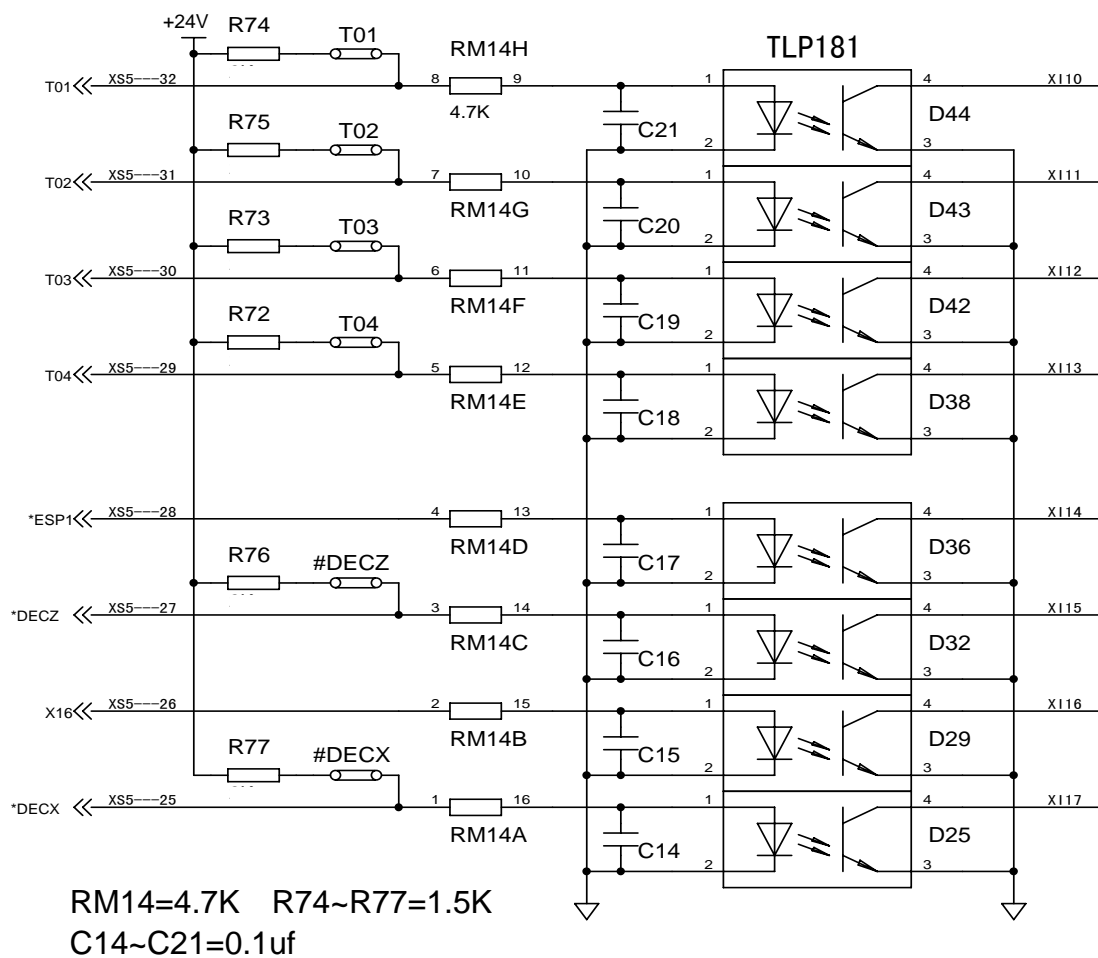 +24V R74 T01 RM14H TLP181
T01 XS5---32 8 9 1 4 XI10
4.7K C21 D44
R75 T02 2 3
T02 XS5---31 7 10 1 4 XI11
RM14G C20 D43
R73 T03 2 3
T03 XS5---30 6 11 1 4 XI12
RM14F C19 D42
R72 T04 2 3
T04 XS5---29 5 12 1 4 XI13
RM14E C18 D38
2 3
*ESP1 XS5---28 4 13 1 4 XI14
RM14D C17 D36
R76 #DECZ 2 3
*DECZ XS5---27 3 14 1 4 XI15
RM14C C16 D32
2 3
X16 XS5---26 2 15 1 4 XI16
RM14B C15 D29
R77 #DECX 2 3
*DECX XS5---25 1 16 1 4 XI17
RM14A C14 D25
2 3
RM14=4.7K R74~R77=1.5K
C14~C21=0.1uf